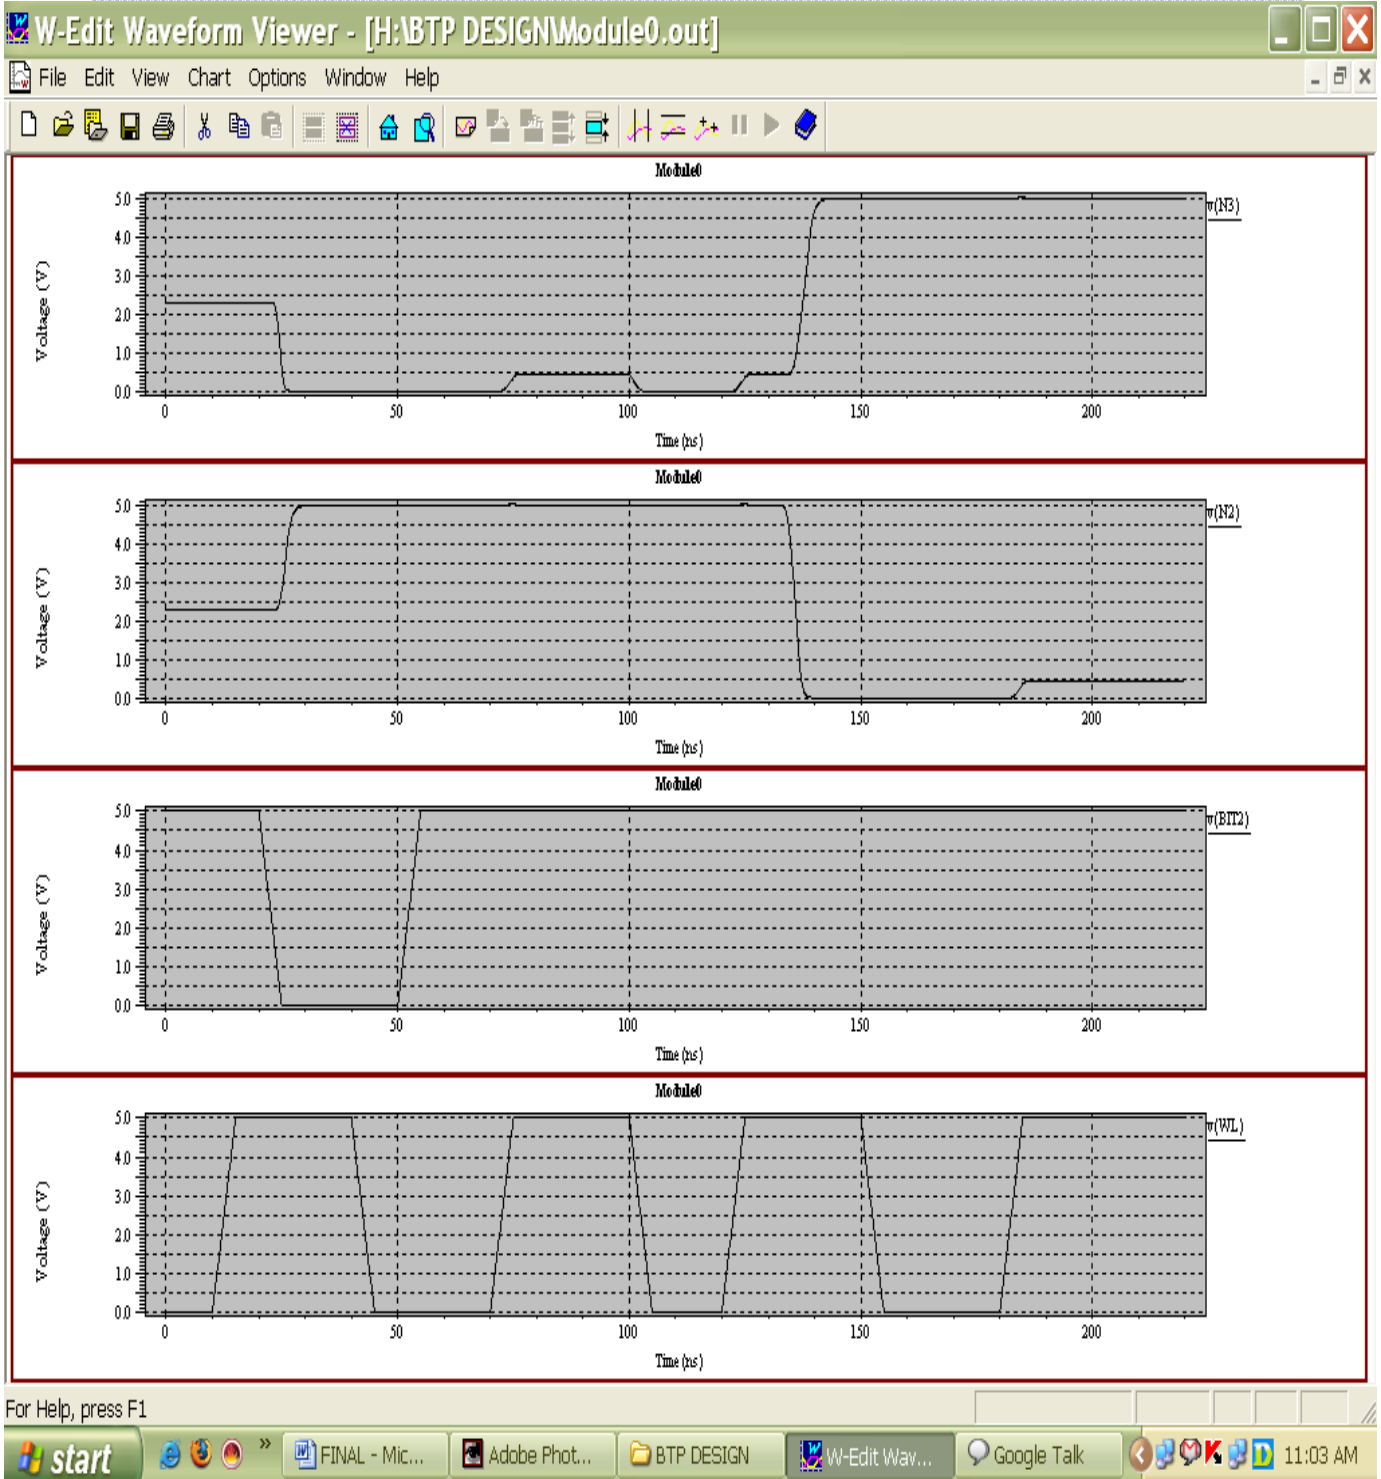 W-Edit Waveform Viewer - [H:\BTP DESIGN\Module0.out]
File Edit View Chart Options Window Help
Module0
5.0
4.0
3.0
2.0
1.0
0.0
Voltage (V)
v(N3)
0 50 100 150 200
Time (ns)
Module0
5.0
4.0
3.0
2.0
1.0
0.0
Voltage (V)
v(N2)
0 50 100 150 200
Time (ns)
Module0
5.0
4.0
3.0
2.0
1.0
0.0
Voltage (V)
v(BIT2)
0 50 100 150 200
Time (ns)
Module0
5.0
4.0
3.0
2.0
1.0
0.0
Voltage (V)
v(WL)
0 50 100 150 200
Time (ns)
For Help, press F1
start » FINAL - Mic... Adobe Phot... BTP DESIGN W-Edit Wav... Google Talk 11:03 AM